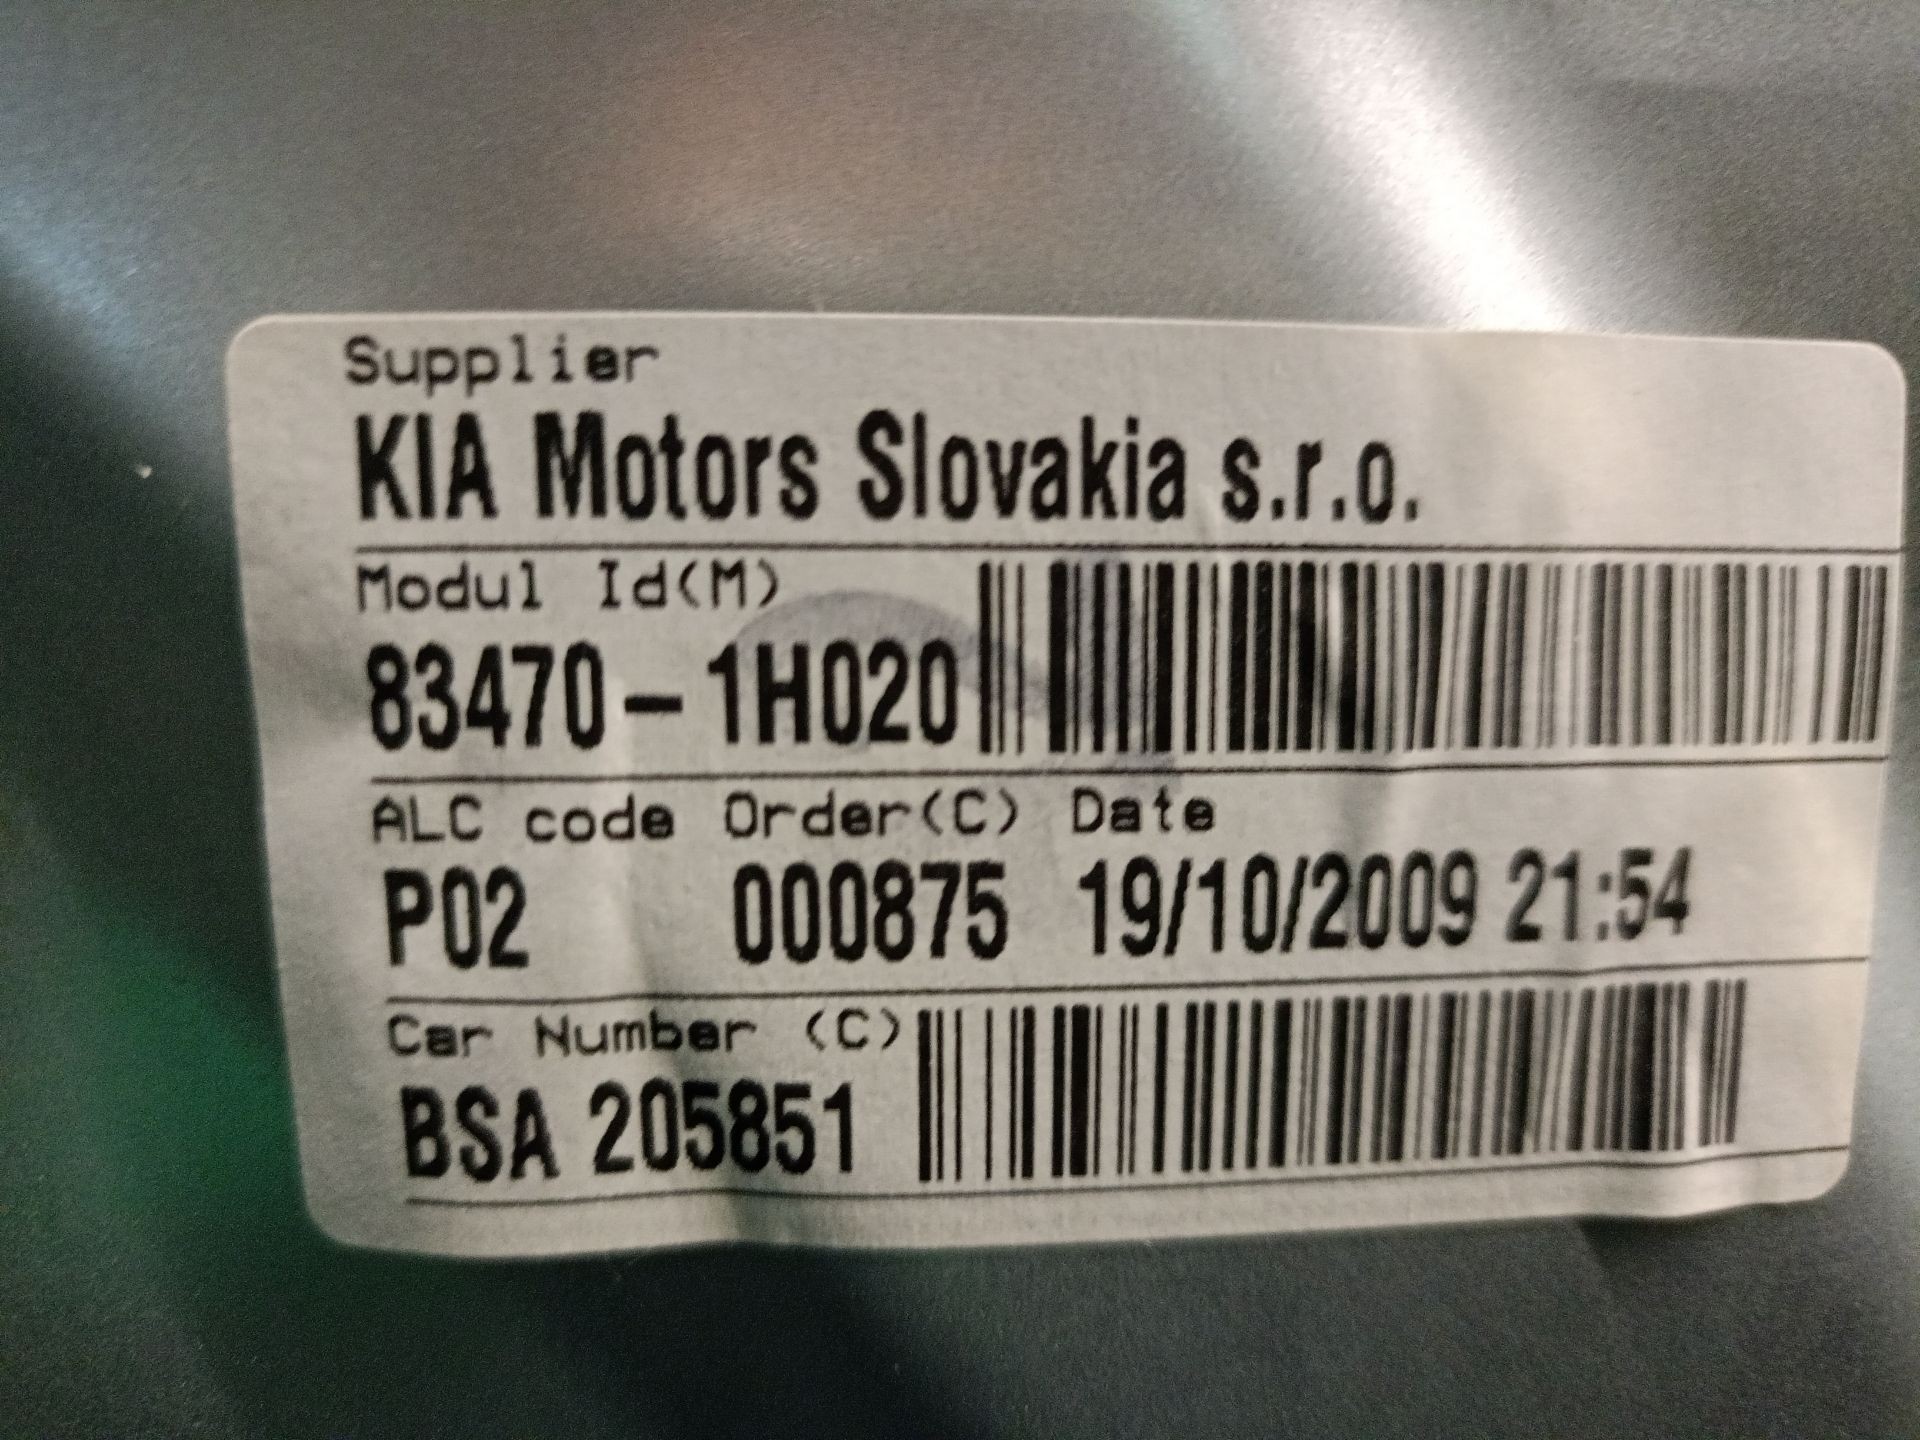 Supplier
KIA Motors Slovakia s.r.o.
Modul Id(M)
83470-1H020
ALC code Order(C) Date
P02 000875 19/10/2009 21:54
Car Number (C)
BSA 205851